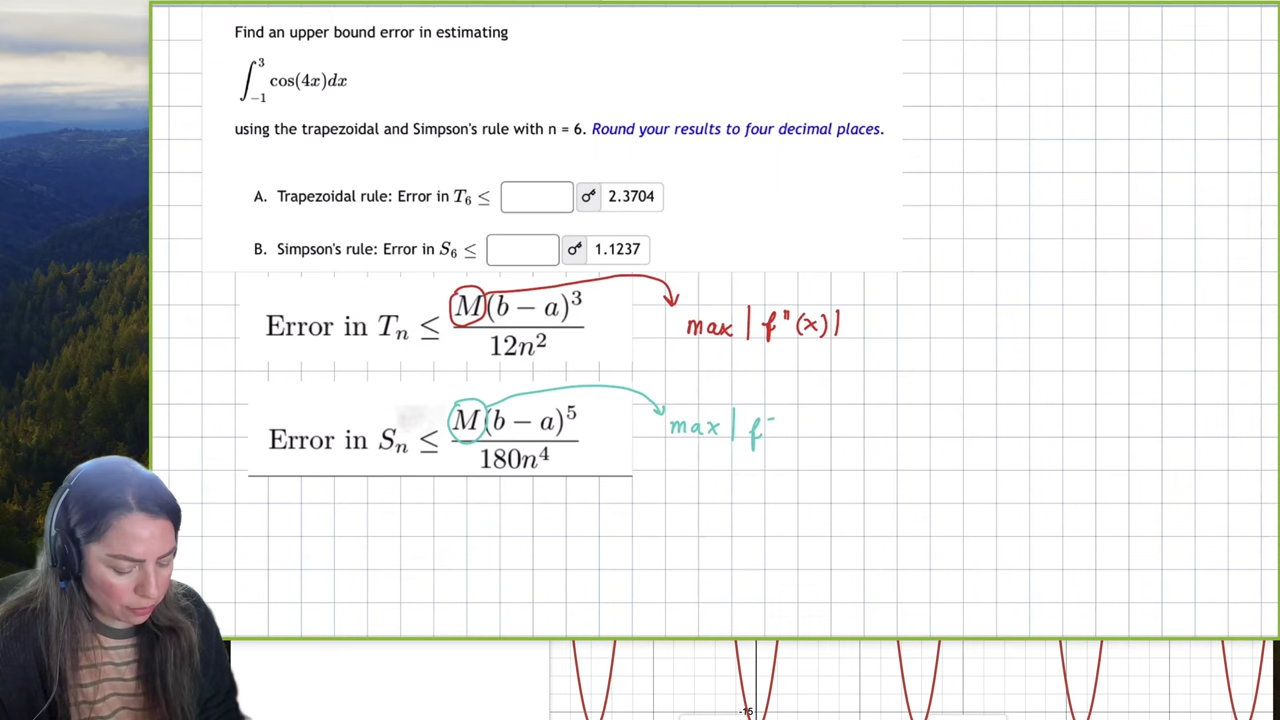 Find an upper bound error in estimating
∫_{-1}^{3} cos(4x)dx
using the trapezoidal and Simpson's rule with n = 6. Round your results to four decimal places.
A. Trapezoidal rule: Error in T₆ ≤ 2.3704
B. Simpson's rule: Error in S₆ ≤ 1.1237
Error in Tₙ ≤ M(b − a)³ / 12n²
max | f"(x) |
Error in Sₙ ≤ M(b − a)⁵ / 180n⁴
max | f
-15